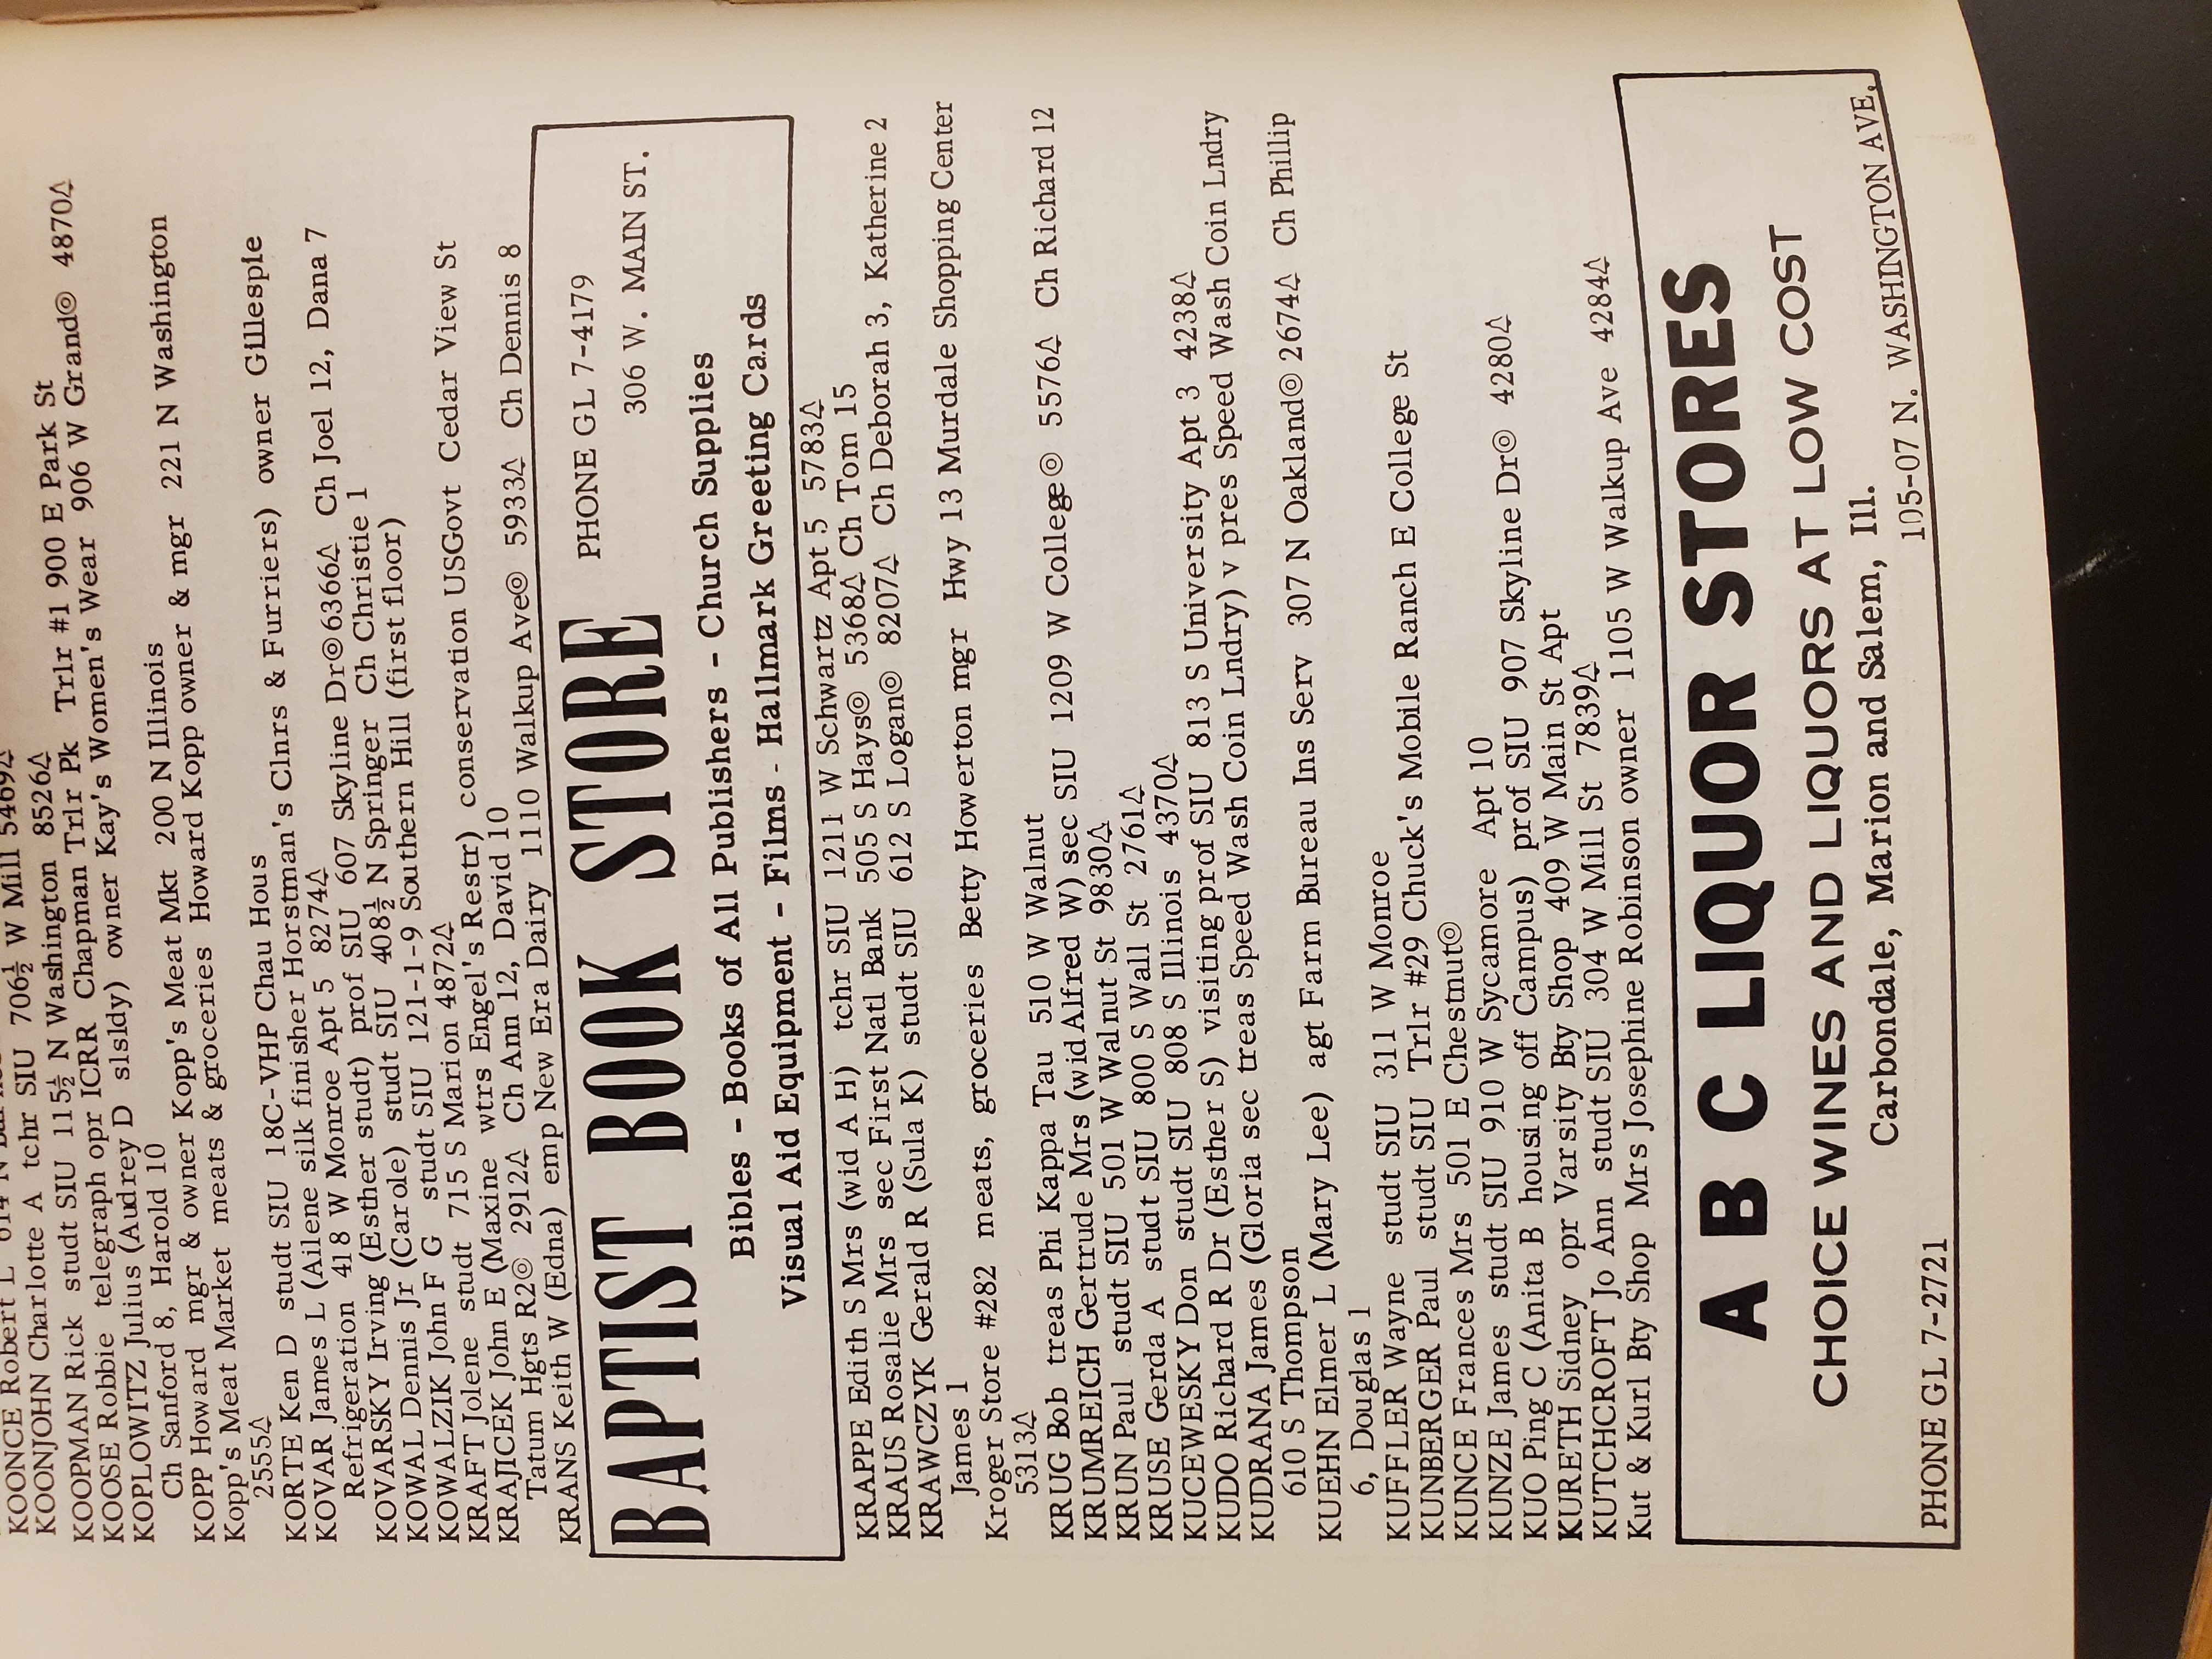 KOONCE Robert L 614 N
KOONJOHN Charlotte A tchr SIU 706½ W Mill 5469△
KOOPMAN Rick studt SIU 115½ N Washington 8526△
KOOSE Robbie telegraph opr ICRR Chapman Trlr Pk Trlr #1 900 E Park St
KOPLOWITZ Julius (Audrey D slsldy) owner Kay's Women's Wear 906 W Grand◎ 4870△
Ch Sanford 8, Harold 10
KOPP Howard mgr & owner Kopp's Meat Mkt 200 N Illinois
Kopp's Meat Market meats & groceries Howard Kopp owner & mgr 221 N Washington
2555△
KORTE Ken D studt SIU 18C-VHP Chau Hous
KOVAR James L (Ailene silk finisher Horstman's Clnrs & Furriers) owner Gillespie
Refrigeration 418 W Monroe Apt 5 8274△
KOVARSKY Irving (Esther studt) prof SIU 607 Skyline Dr◎6366△ Ch Joel 12, Dana 7
KOWAL Dennis Jr (Carole) studt SIU 408½ N Springer Ch Christie 1
KOWALZIK John F G studt SIU 121-1-9 Southern Hill (first floor)
KRAFT Jolene studt 715 S Marion 4872△
KRAJICEK John E (Maxine wtrs Engel's Restr) conservation USGovt Cedar View St
Tatum Hgts R2◎ 2912△ Ch Ann 12, David 10
KRANS Keith W (Edna) emp New Era Dairy 1110 Walkup Ave◎ 5933△ Ch Dennis 8
BAPTIST BOOK STORE PHONE GL 7-4179
306 W. MAIN ST.
Bibles - Books of All Publishers - Church Supplies
Visual Aid Equipment - Films - Hallmark Greeting Cards
KRAPPE Edith S Mrs (wid A H) tchr SIU 1211 W Schwartz Apt 5 5783△
KRAUS Rosalie Mrs sec First Natl Bank 505 S Hays◎ 5368△ Ch Tom 15
KRAWCZYK Gerald R (Sula K) studt SIU 612 S Logan◎ 8207△ Ch Deborah 3, Katherine 2
James 1
Kroger Store #282 meats, groceries Betty Howerton mgr Hwy 13 Murdale Shopping Center
5313△
KRUG Bob treas Phi Kappa Tau 510 W Walnut
KRUMREICH Gertrude Mrs (wid Alfred W) sec SIU 1209 W College◎ 5576△ Ch Richard 12
KRUN Paul studt SIU 501 W Walnut St 9830△
KRUSE Gerda A studt SIU 800 S Wall St 2761△
KUCEWESKY Don studt SIU 808 S Illinois 4370△
KUDO Richard R Dr (Esther S) visiting prof SIU 813 S University Apt 3 4238△
KUDRANA James (Gloria sec treas Speed Wash Coin Lndry) v pres Speed Wash Coin Lndry
610 S Thompson
KUEHN Elmer L (Mary Lee) agt Farm Bureau Ins Serv 307 N Oakland◎ 2674△ Ch Phillip
6, Douglas 1
KUFFLER Wayne studt SIU 311 W Monroe
KUNBERGER Paul studt SIU Trlr #29 Chuck's Mobile Ranch E College St
KUNCE Frances Mrs 501 E Chestnut◎
KUNZE James studt SIU 910 W Sycamore Apt 10
KUO Ping C (Anita B housing off Campus) prof SIU 907 Skyline Dr◎ 4280△
KURETH Sidney opr Varsity Bty Shop 409 W Main St Apt
KUTCHCROFT Jo Ann studt SIU 304 W Mill St 7839△
Kut & Kurl Bty Shop Mrs Josephine Robinson owner 1105 W Walkup Ave 4284△
A B C LIQUOR STORES
CHOICE WINES AND LIQUORS AT LOW COST
Carbondale, Marion and Salem, Ill.
PHONE GL 7-2721 105-07 N. WASHINGTON AVE.